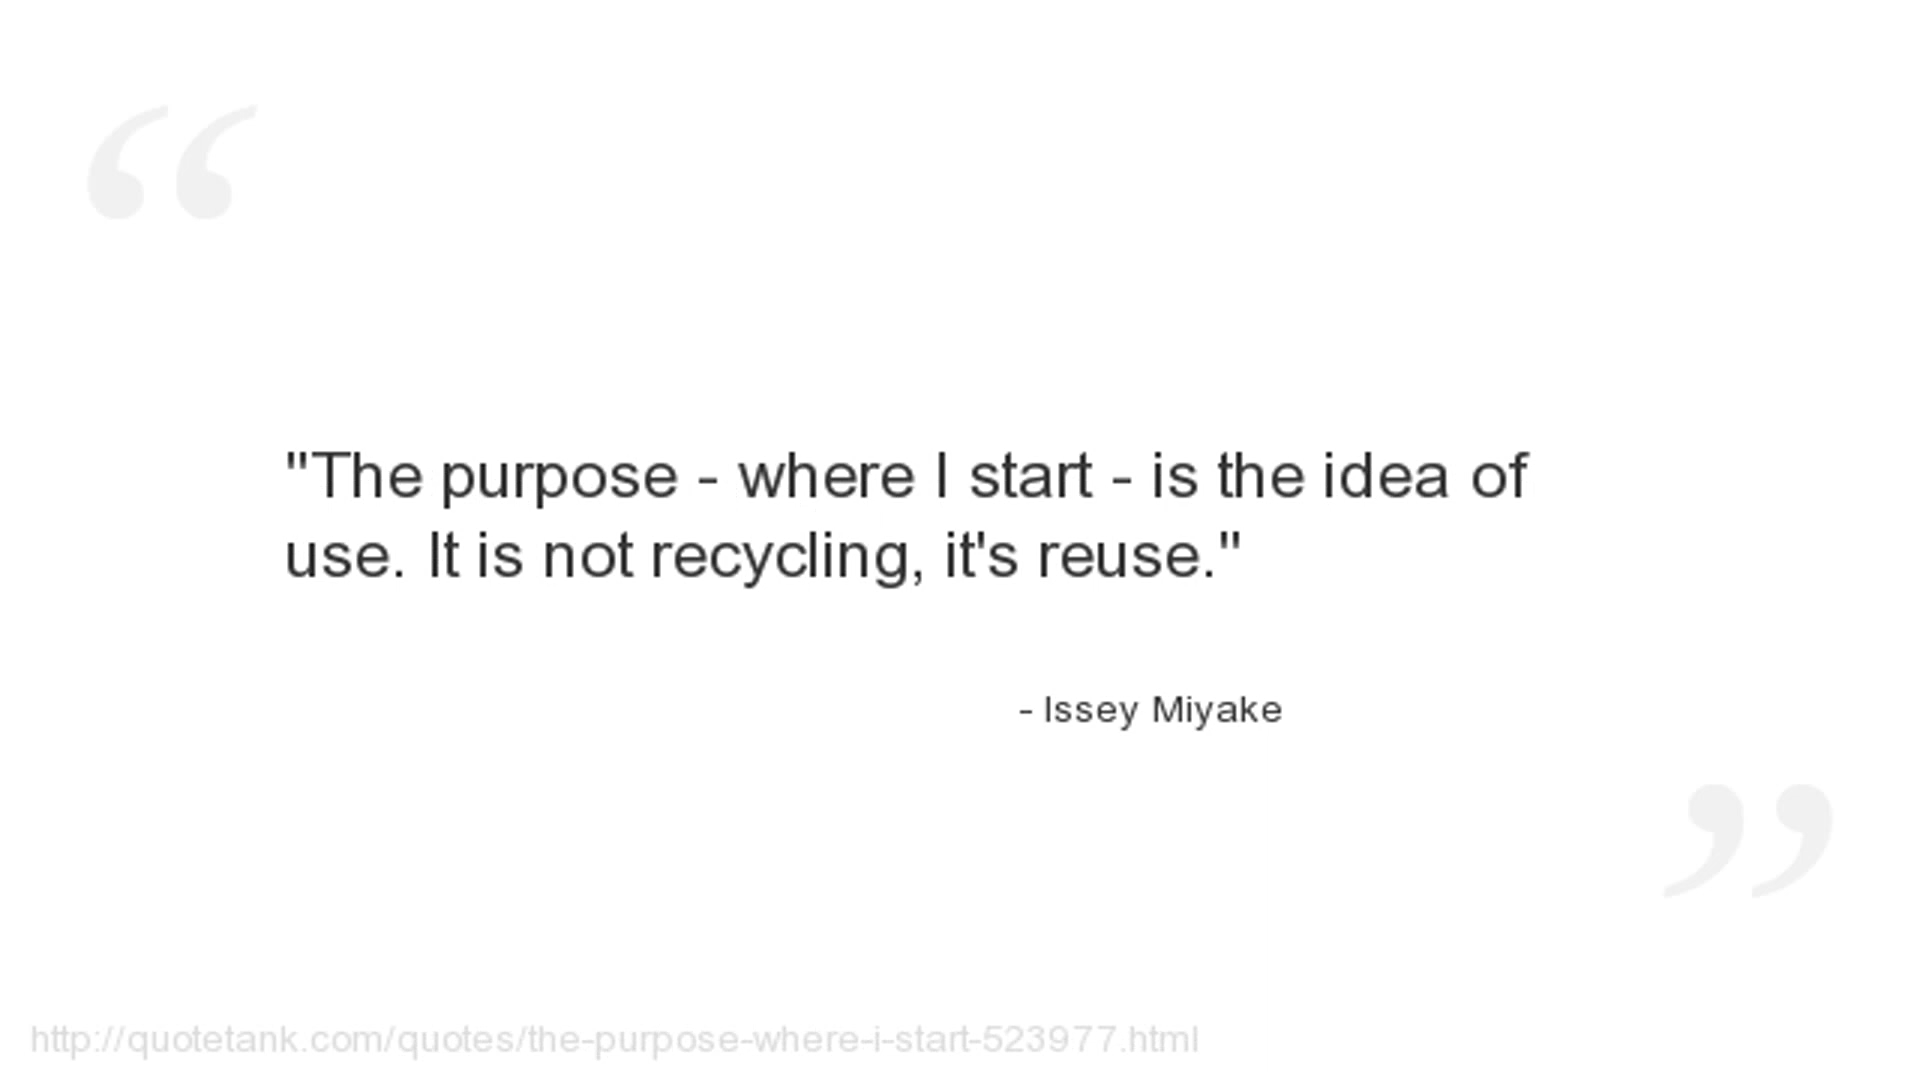 "The purpose - where I start - is the idea of
use. It is not recycling, it's reuse."
- Issey Miyake
http://quotetank.com/quotes/the-purpose-where-i-start-523977.html